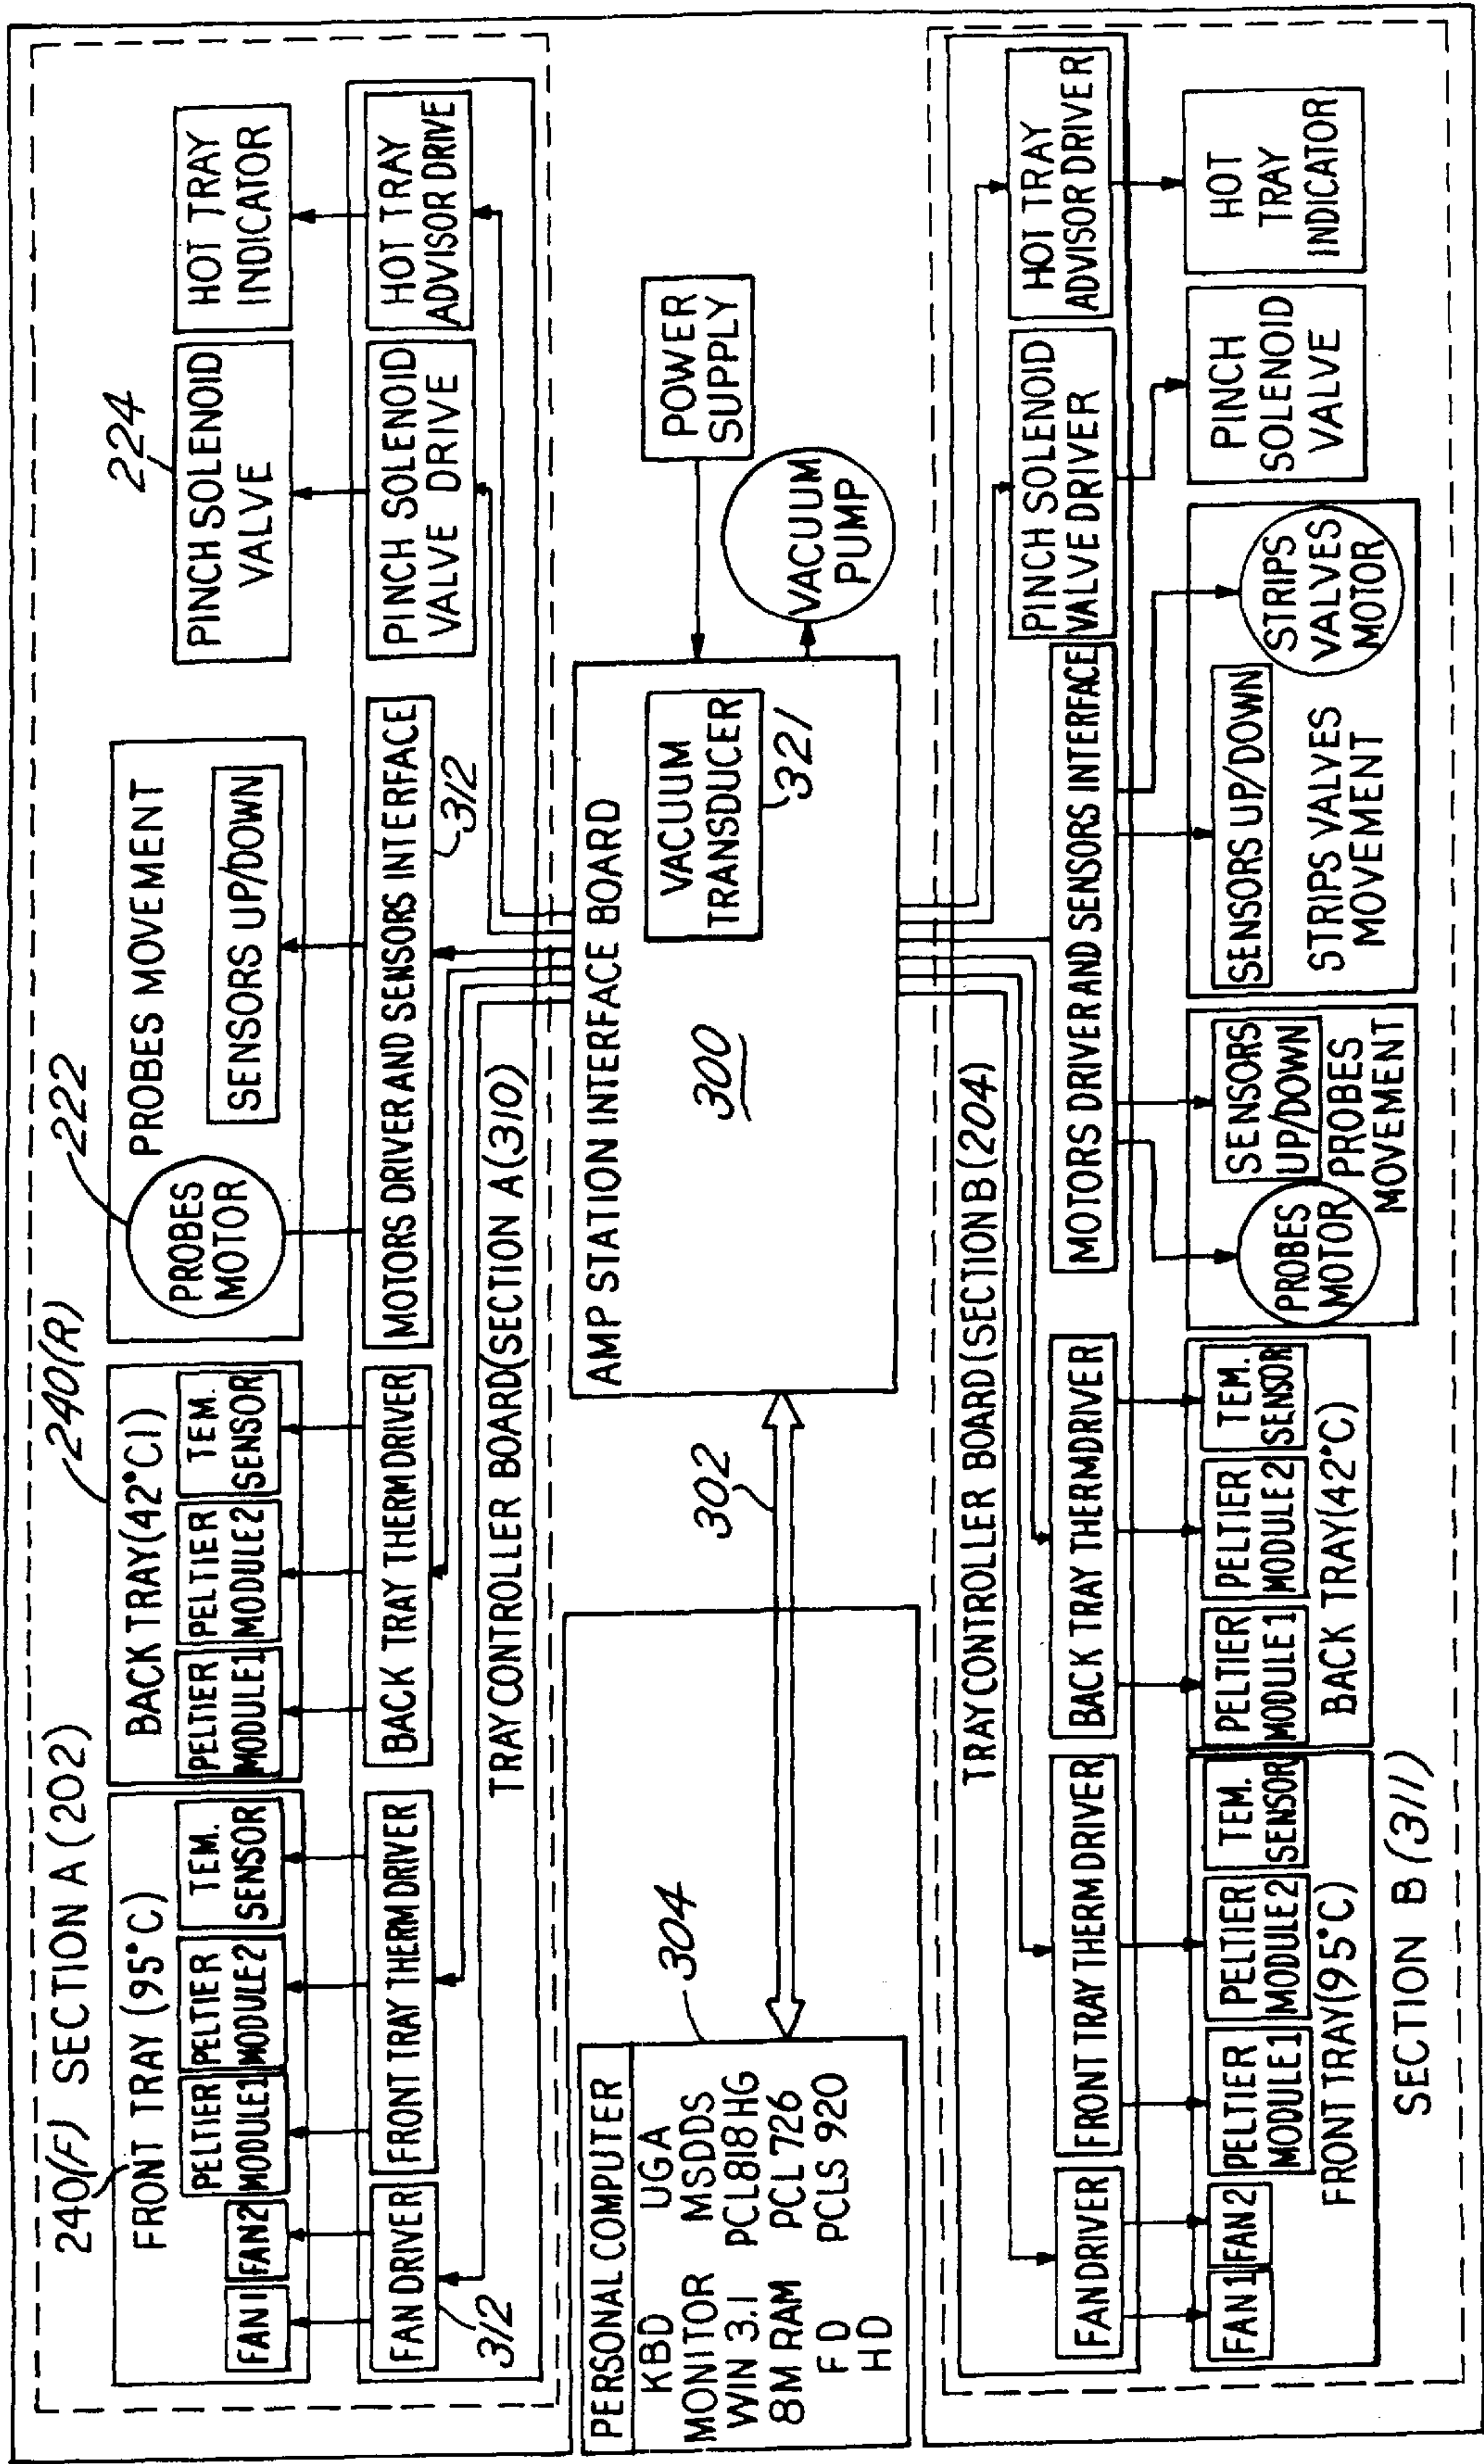 240(F)
SECTION A (202)
240(R)
222
224
FRONT TRAY (95°C)
FAN1
FAN2
PELTIER
MODULE1
PELTIER
MODULE2
TEM.
SENSOR
BACK TRAY(42°C)
PELTIER
MODULE1
PELTIER
MODULE2
TEM.
SENSOR
PROBES
MOTOR
PROBES MOVEMENT
SENSORS UP/DOWN
PINCH SOLENOID
VALVE
HOT TRAY
INDICATOR
FAN DRIVER
312
FRONT TRAY THERM DRIVER
BACK TRAY THERM DRIVER
MOTORS DRIVER AND SENSORS INTERFACE
312
PINCH SOLENOID
VALVE DRIVE
HOT TRAY
ADVISOR DRIVE
TRAY CONTROLLER BOARD(SECTION A(310)
PERSONAL COMPUTER
KBD UGA
MONITOR MSDDS
WIN 3.1 PCL818HG
8M RAM PCL726
FD PCLS 920
HD
304
302
AMP STATION INTERFACE BOARD
300
VACUUM
TRANSDUCER
321
POWER
SUPPLY
VACUUM
PUMP
TRAY CONTROLLER BOARD(SECTION B(204)
FAN DRIVER
FRONT TRAY THERM DRIVER
BACK TRAY THERMDRIVER
MOTORS DRIVER AND SENSORS INTERFACE
PINCH SOLENOID
VALVE DRIVER
HOT TRAY
ADVISOR DRIVER
FAN1
FAN2
PELTIER
MODULE1
PELTIER
MODULE2
TEM.
SENSOR
FRONT TRAY(95°C)
PELTIER
MODULE1
PELTIER
MODULE2
TEM.
SENSOR
BACK TRAY(42°C)
PROBES
MOTOR
SENSORS
UP/DOWN
PROBES
MOVEMENT
SENSORS UP/DOWN
STRIPS
VALVES
MOTOR
STRIPS VALVES
MOVEMENT
PINCH
SOLENOID
VALVE
HOT
TRAY
INDICATOR
SECTION B (311)